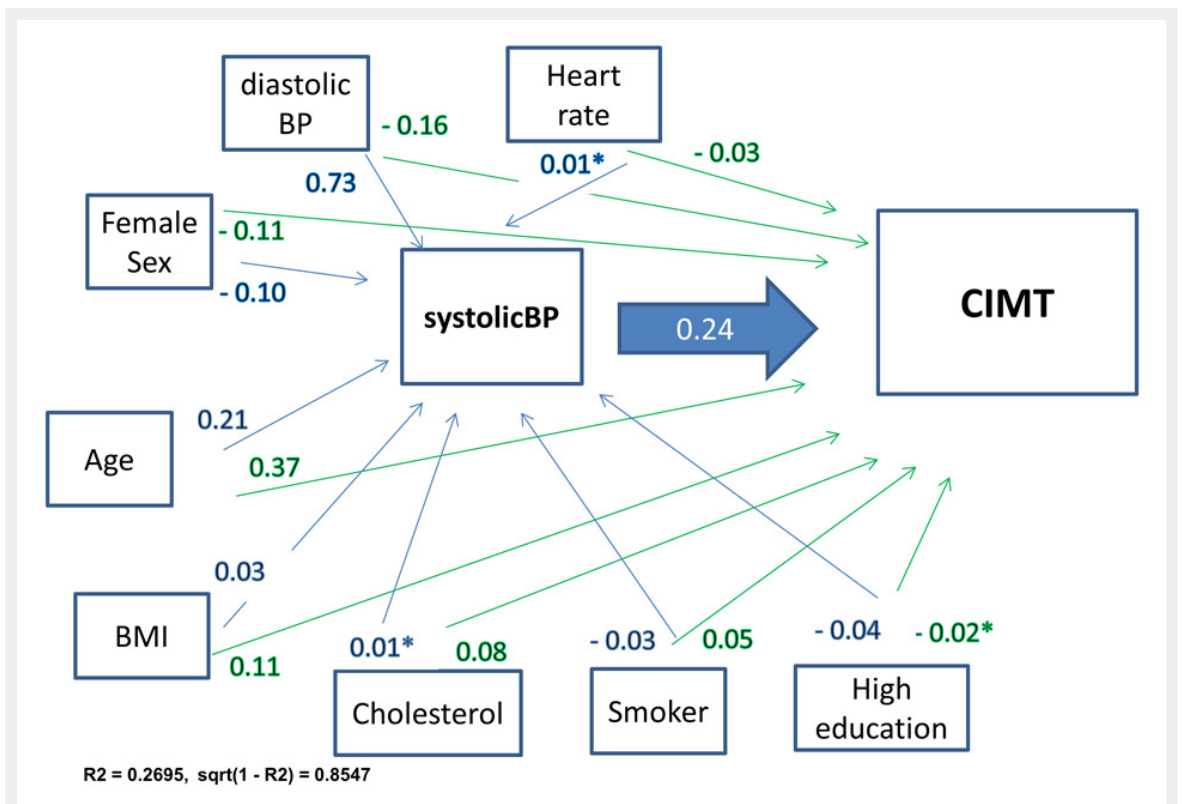 diastolic
BP
Heart
rate
- 0.16
0.01*
- 0.03
0.73
Female
Sex
- 0.11
- 0.10
systolicBP
0.24
CIMT
0.21
Age
0.37
0.03
BMI
0.11
0.01*
0.08
- 0.03
0.05
- 0.04
- 0.02*
Cholesterol
Smoker
High
education
R2 = 0.2695, sqrt(1 - R2) = 0.8547